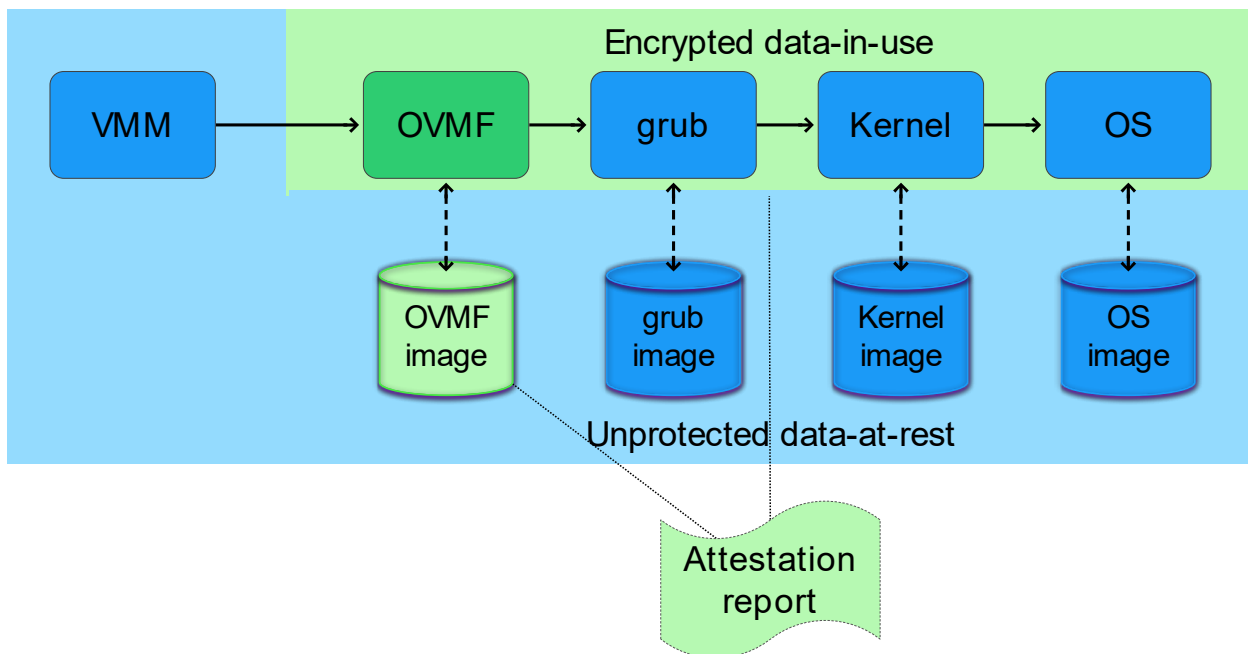 Encrypted data-in-use
VMM
OVMF
grub
Kernel
OS
OVMF
image
grub
image
Kernel
image
OS
image
Unprotected data-at-rest
Attestation
report